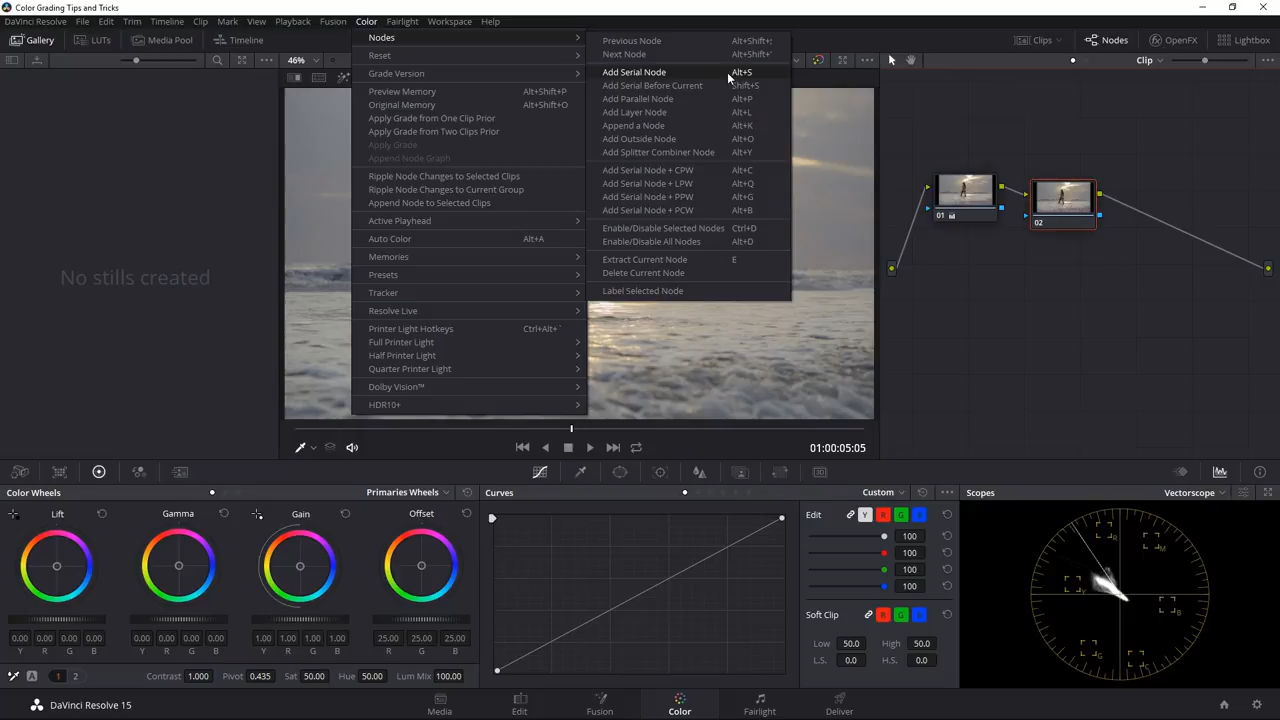 Color Grading Tips and Tricks
DaVinci Resolve File Edit Trim Timeline Clip Mark View Playback Fusion Color Fairlight Workspace Help
Gallery LUTs Media Pool Timeline Clips Nodes OpenFX Lightbox
46% Clip
Nodes
Reset
Grade Version
Preview Memory Alt+Shift+P
Original Memory Alt+Shift+O
Apply Grade from One Clip Prior
Apply Grade from Two Clips Prior
Apply Grade
Append Node Graph
Ripple Node Changes to Selected Clips
Ripple Node Changes to Current Group
Append Node to Selected Clips
Active Playhead
Auto Color Alt+A
Memories
Presets
Tracker
Resolve Live
Printer Light Hotkeys Ctrl+Alt+`
Full Printer Light
Half Printer Light
Quarter Printer Light
Dolby Vision™
HDR10+
Previous Node Alt+Shift+;
Next Node Alt+Shift+'
Add Serial Node Alt+S
Add Serial Before Current Shift+S
Add Parallel Node Alt+P
Add Layer Node Alt+L
Append a Node Alt+K
Add Outside Node Alt+O
Add Splitter Combiner Node Alt+Y
Add Serial Node + CPW Alt+C
Add Serial Node + LPW Alt+Q
Add Serial Node + PPW Alt+G
Add Serial Node + PCW Alt+B
Enable/Disable Selected Nodes Ctrl+D
Enable/Disable All Nodes Alt+D
Extract Current Node E
Delete Current Node
Label Selected Node
No stills created
01
02
01:00:05:05
Color Wheels Primaries Wheels
Lift Gamma Gain Offset
0.00 0.00 0.00 0.00 0.00 0.00 0.00 0.00 1.00 1.00 1.00 1.00 25.00 25.00 25.00
Y R G B Y R G B Y R G B R G B
A 1 2 Contrast 1.000 Pivot 0.435 Sat 50.00 Hue 50.00 Lum Mix 100.00
Curves Custom
Edit Y R G B
100
100
100
100
Soft Clip R G B
Low 50.0 High 50.0
L.S. 0.0 H.S. 0.0
Scopes Vectorscope
R
M
Y
B
G
C
DaVinci Resolve 15
Media Edit Fusion Color Fairlight Deliver